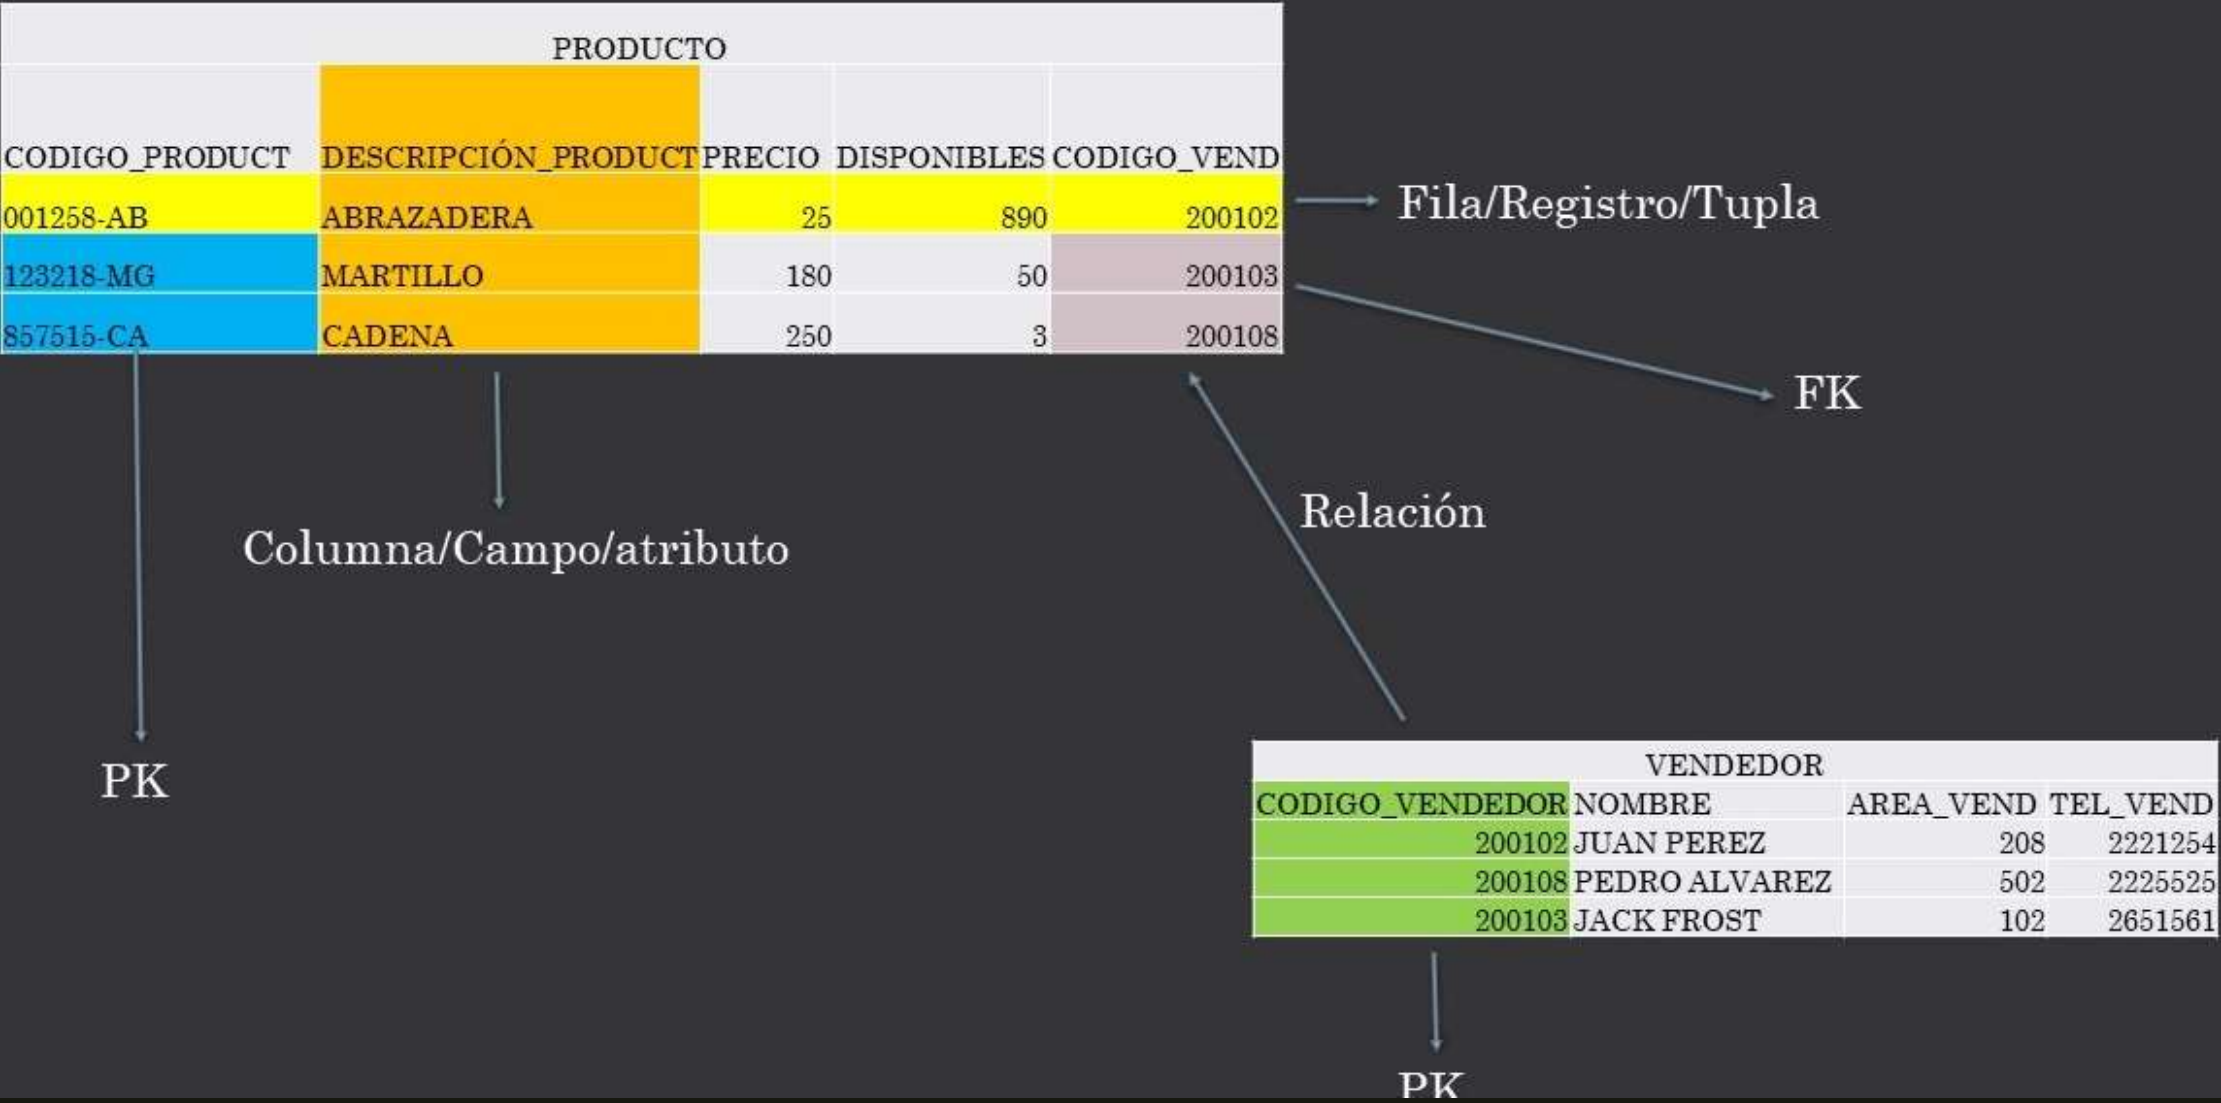 PRODUCTO
CODIGO_PRODUCT DESCRIPCIÓN_PRODUCT PRECIO DISPONIBLES CODIGO_VEND
001258-AB ABRAZADERA 25 890 200102
Fila/Registro/Tupla
123218-MG MARTILLO 180 50 200103
857515-CA CADENA 250 3 200108
FK
Relación
Columna/Campo/atributo
PK
VENDEDOR
CODIGO_VENDEDOR NOMBRE AREA_VEND TEL_VEND
200102 JUAN PEREZ 208 2221254
200108 PEDRO ALVAREZ 502 2225525
200103 JACK FROST 102 2651561
PK